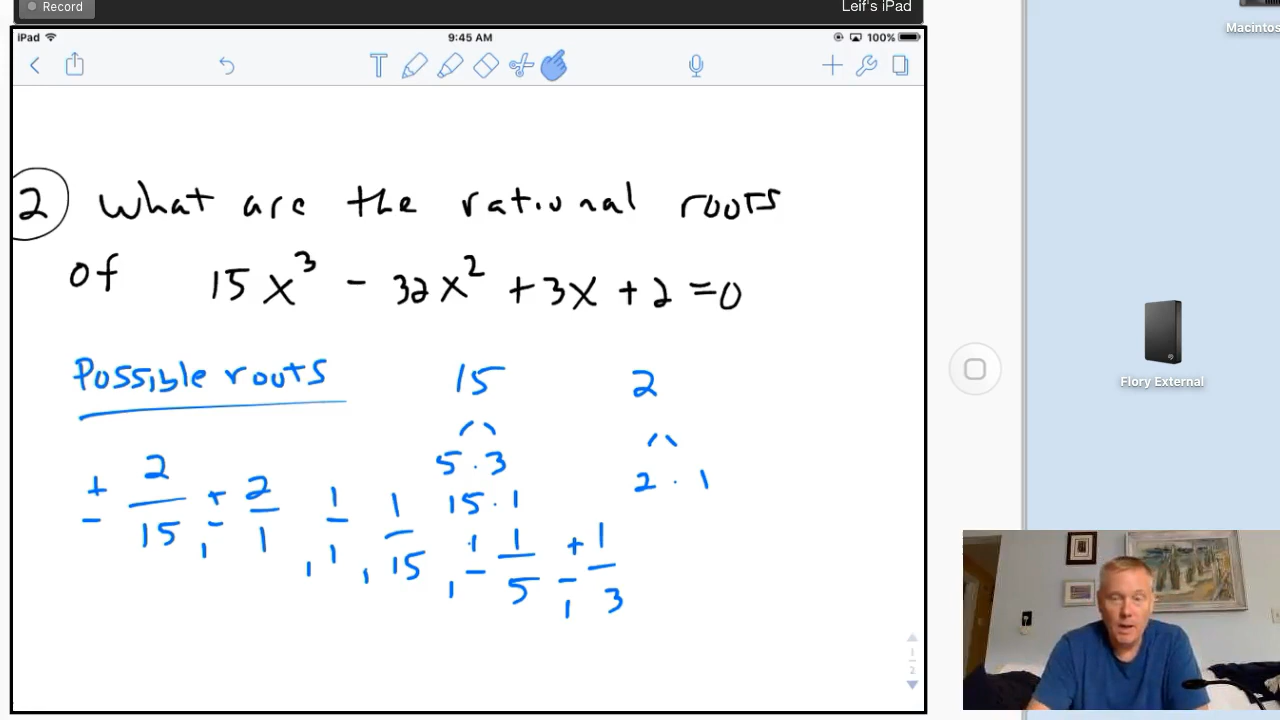 Record
Leif's iPad
Macintos
iPad 9:45 AM 100%
T
2 What are the rational roots
of 15x³ - 32x² + 3x + 2 = 0
Possible roots 15 2
5 · 3 2 · 1
15 · 1
± 2/15, ± 2/1, 1/1, 1/15, ± 1/5, ± 1/3
1/2
Flory External